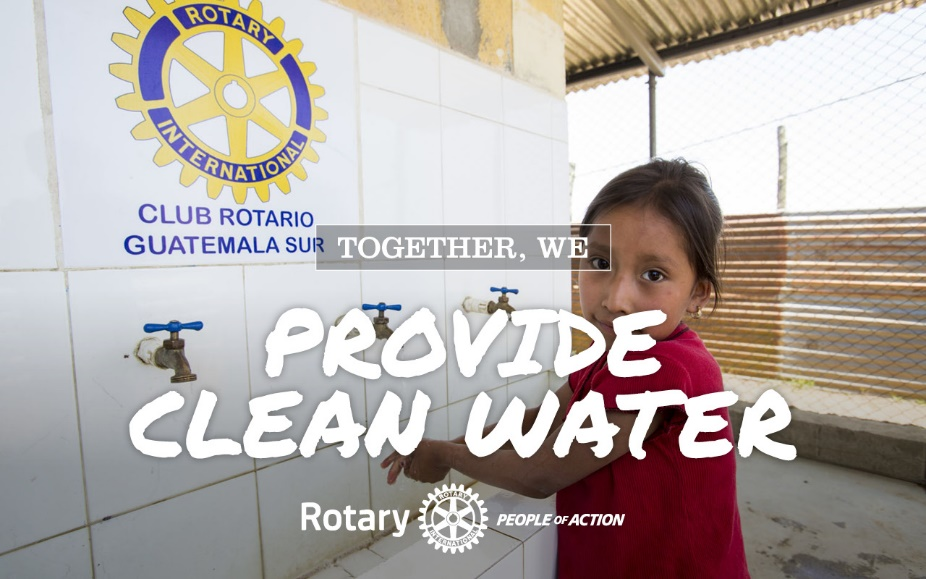 ROTARY
INTERNATIONAL
CLUB ROTARIO
GUATEMALA SUR
TOGETHER, WE
PROVIDE
CLEAN WATER
Rotary
ROTARY
INTERNATIONAL
PEOPLE OF ACTION